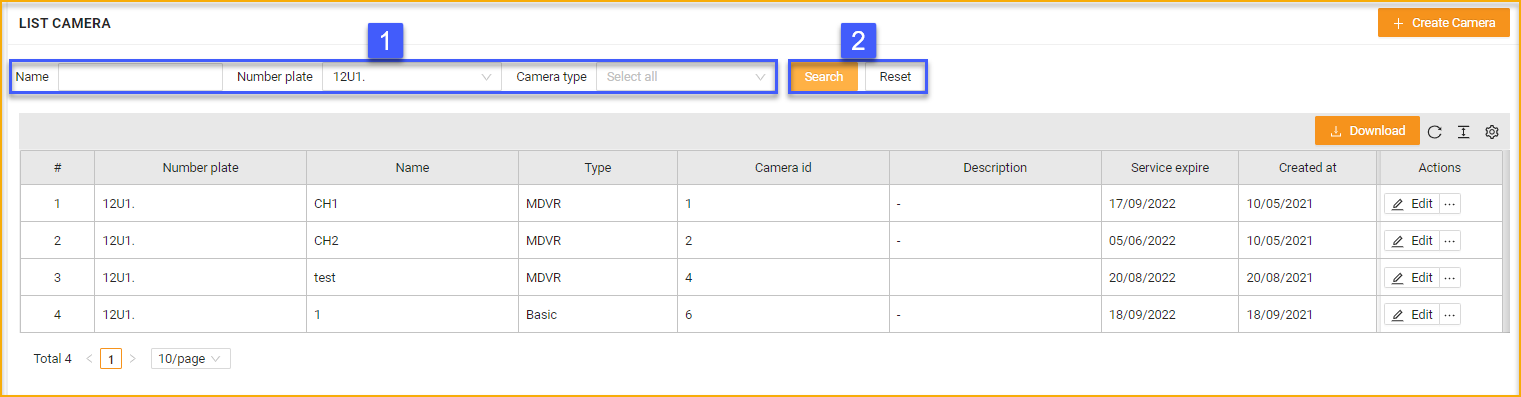 LIST CAMERA
+ Create Camera
1
2
Name Number plate 12U1. Camera type Select all Search Reset
Download
# Number plate Name Type Camera id Description Service expire Created at Actions
1 12U1. CH1 MDVR 1 - 17/09/2022 10/05/2021 Edit ...
2 12U1. CH2 MDVR 2 - 05/06/2022 10/05/2021 Edit ...
3 12U1. test MDVR 4 20/08/2022 20/08/2021 Edit ...
4 12U1. 1 Basic 6 - 18/09/2022 18/09/2021 Edit ...
Total 4 < 1 > 10/page